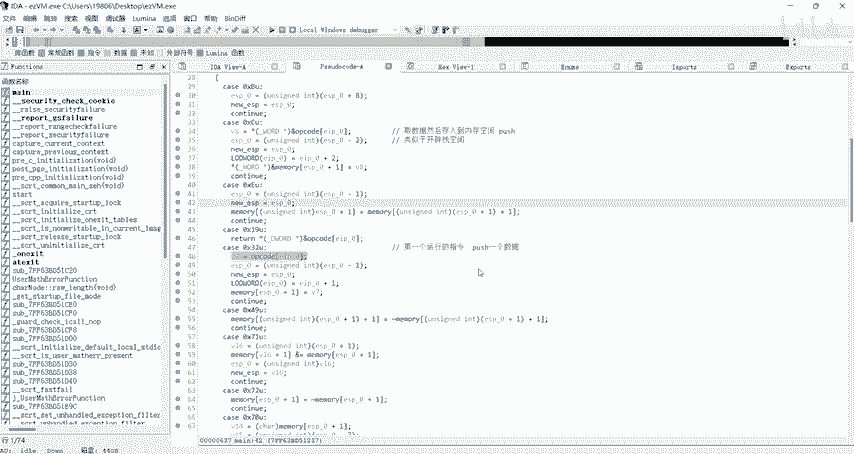 IDA - ezVM.exe C:\Users\19806\Desktop\ezVM.exe
文件 编辑 跳转 搜索 视图 调试器 Lumina 选项 窗口 帮助 BinDiff
Local Windows debugger
库函数 常规函数 指令 数据 未知 外部符号 Lumina 函数
Functions
IDA View-A
Pseudocode-A
Hex View-1
Enums
Imports
Exports
函数名称
main
__security_check_cookie
__raise_securityfailure
__report_gsfailure
__report_rangecheckfailure
__report_securityfailure
capture_current_context
capture_previous_context
pre_c_initialization(void)
post_pgo_initialization(void)
pre_cpp_initialization(void)
__scrt_common_main_seh(void)
start
__scrt_acquire_startup_lock
__scrt_initialize_crt
__scrt_initialize_onexit_tables
__scrt_is_nonwritable_in_current_imag
__scrt_release_startup_lock
__scrt_uninitialize_crt
_onexit
atexit
sub_7FF63BD51C20
UserMathErrorFunction
charNode::raw_length(void)
_get_startup_file_mode
sub_7FF63BD51CE0
sub_7FF63BD51CF0
_guard_check_icall_nop
sub_7FF63BD51CF8
sub_7FF63BD51D00
__scrt_initialize_default_local_stdic
__scrt_is_user_matherr_present
sub_7FF63BD51D30
sub_7FF63BD51D38
sub_7FF63BD51D40
__scrt_fastfail
j_UserMathErrorFunction
sub_7FF63BD51E9C
__scrt_set_unhandled_exception_filter
行 1/74
28 {
29 case 0xBu:
30 esp_0 = (unsigned int)(esp_0 + 8);
31 new_esp = esp_0;
32 continue;
33 case 0xCu:
34 v8 = *(_WORD *)&opcode[eip_0]; // 取数据然后存入到内存空间 push
35 esp_0 = (unsigned int)(esp_0 - 2); // 类似于开辟栈空间
36 new_esp = esp_0;
37 LODWORD(eip_0) = eip_0 + 2;
38 *(_WORD *)&memory[esp_0 + 1] = v8;
39 continue;
40 case 0xEu:
41 esp_0 = (unsigned int)(esp_0 + 1);
42 new_esp = esp_0;
43 memory[(unsigned int)esp_0 + 1] = memory[(unsigned int)(esp_0 + 1) + 1];
44 continue;
45 case 0x19u:
46 return *(_DWORD *)&opcode[eip_0];
47 case 0x32u: // 第一个运行的指令 push一个数据
48 v7 = opcode[eip_0];
49 esp_0 = (unsigned int)(esp_0 - 1);
50 new_esp = esp_0;
51 LODWORD(eip_0) = eip_0 + 1;
52 memory[esp_0 + 1] = v7;
53 continue;
54 case 0x49u:
55 memory[(unsigned int)(esp_0 + 1) + 1] = ~memory[(unsigned int)(esp_0 + 1) + 1];
56 continue;
57 case 0x71u:
58 v16 = (unsigned int)(esp_0 + 1);
59 memory[v16 + 1] &= memory[esp_0 + 1];
60 esp_0 = (unsigned int)v16;
61 new_esp = v16;
62 continue;
63 case 0x72u:
64 memory[esp_0 + 1] = ~memory[esp_0 + 1];
65 continue;
66 case 0x78u:
67
00000637 main:42 (7FF63BD51237)
AU: idle Down 磁盘: 44GB